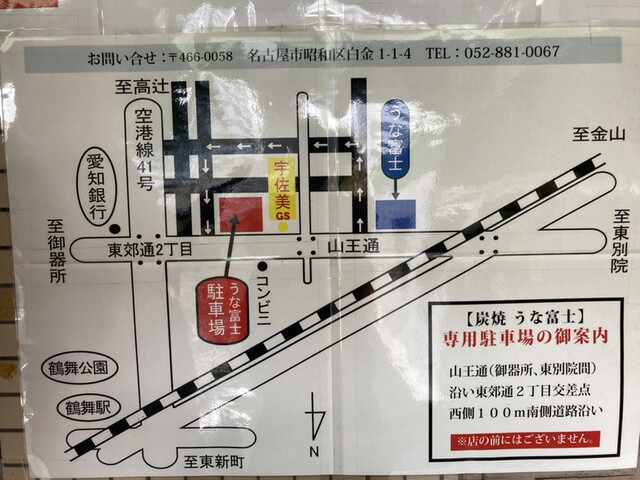 お問い合せ:〒466-0058 名古屋市昭和区白金1-1-4 TEL:052-881-0067
至高辻
空港線41号
愛知銀行
至御器所
東郊通2丁目
宇佐美GS
うな富士
至金山
山王通
至東別院
うな富士駐車場
コンビニ
鶴舞公園
鶴舞駅
至東新町
N
【炭焼 うな富士】
専用駐車場の御案内
山王通(御器所、東別院間)
沿い東郊通2丁目交差点
西側100m南側道路沿い
※店の前にはございません。